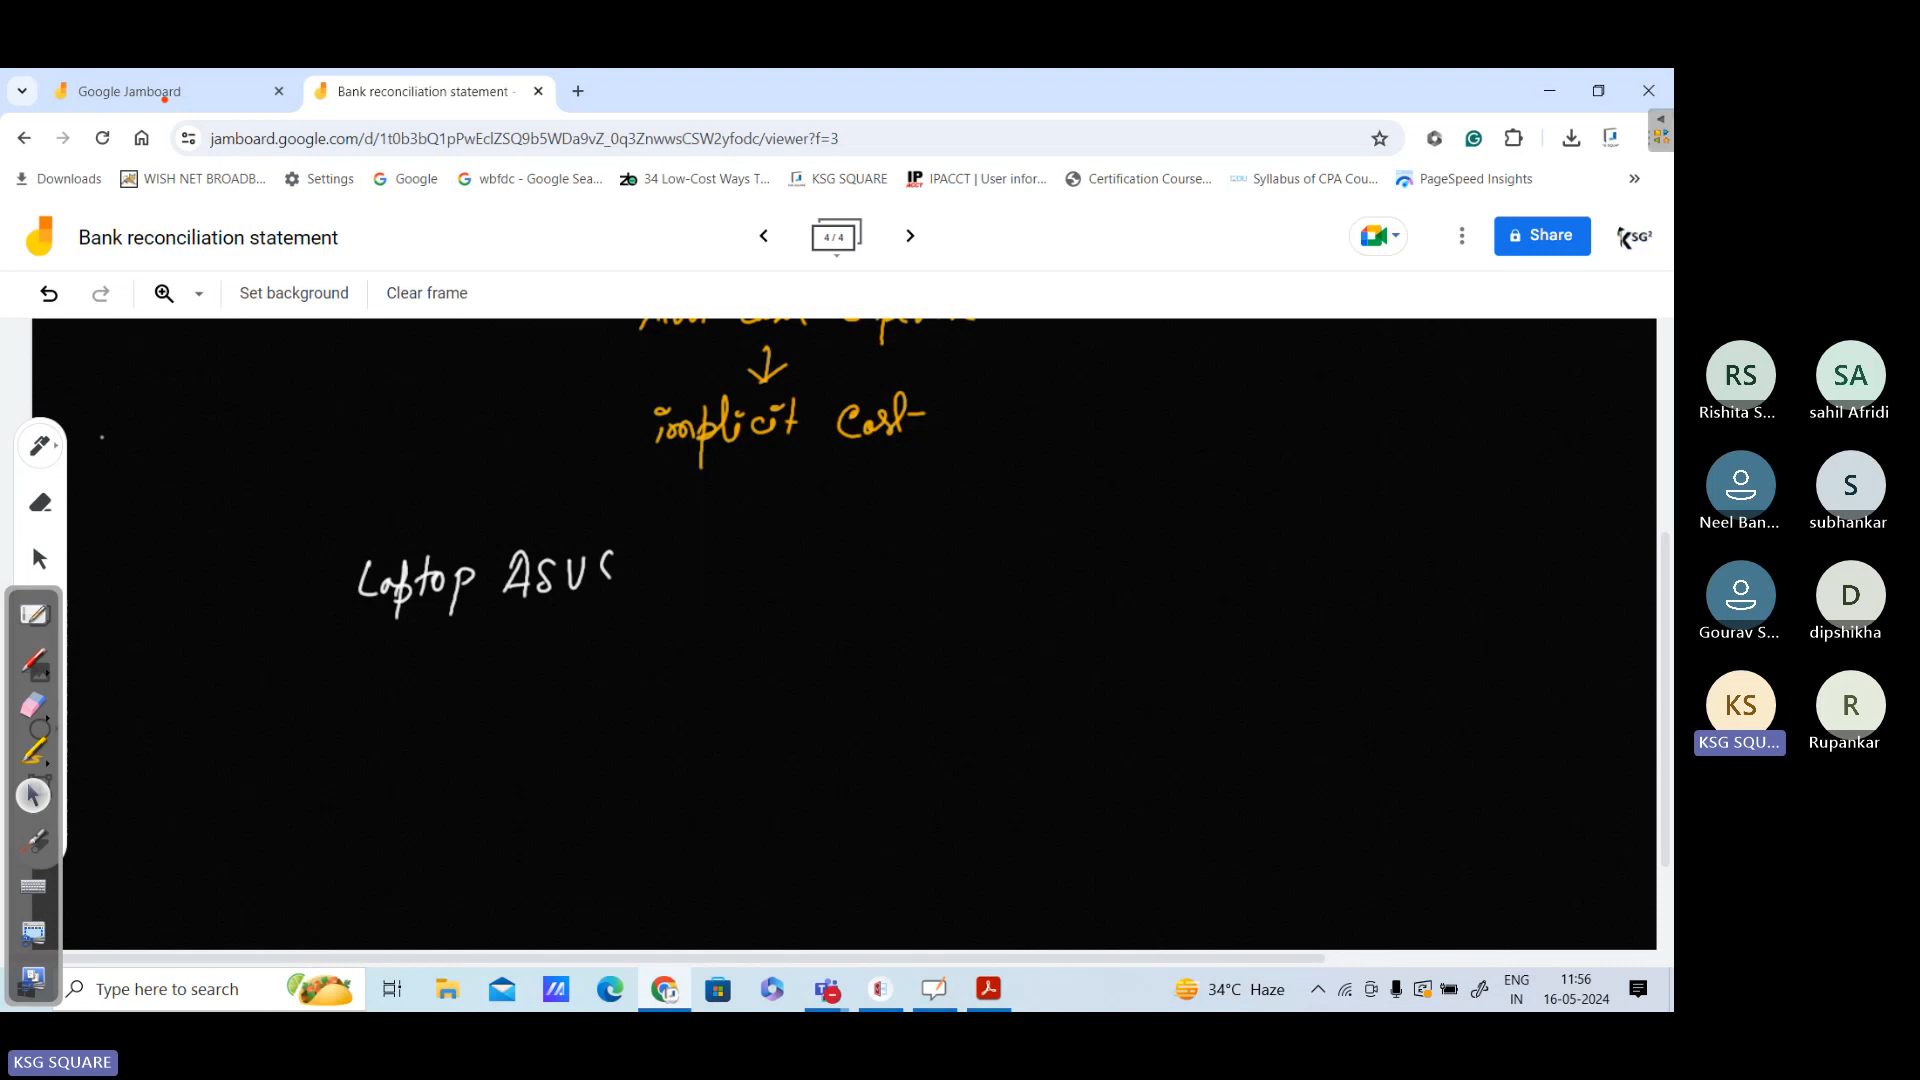 Google Jamboard
Bank reconciliation statement -
jamboard.google.com/d/1t0b3bQ1pPwEclZSQ9b5WDa9vZ_0q3ZnwwsCSW2yfodc/viewer?f=3
Downloads WISH NET BROADB... Settings Google wbfdc - Google Sea... 34 Low-Cost Ways T... KSG SQUARE IPACCT | User infor... Certification Course... Syllabus of CPA Cou... PageSpeed Insights
Bank reconciliation statement
4 / 4
Share
KSG²
Set background Clear frame
implicit Cost
Laptop ASUS
RS SA
Rishita S... sahil Afridi
S
Neel Ban... subhankar
D
Gourav S... dipshikha
KS R
KSG SQU... Rupankar
Type here to search
34°C Haze
ENG
IN
11:56
16-05-2024
KSG SQUARE